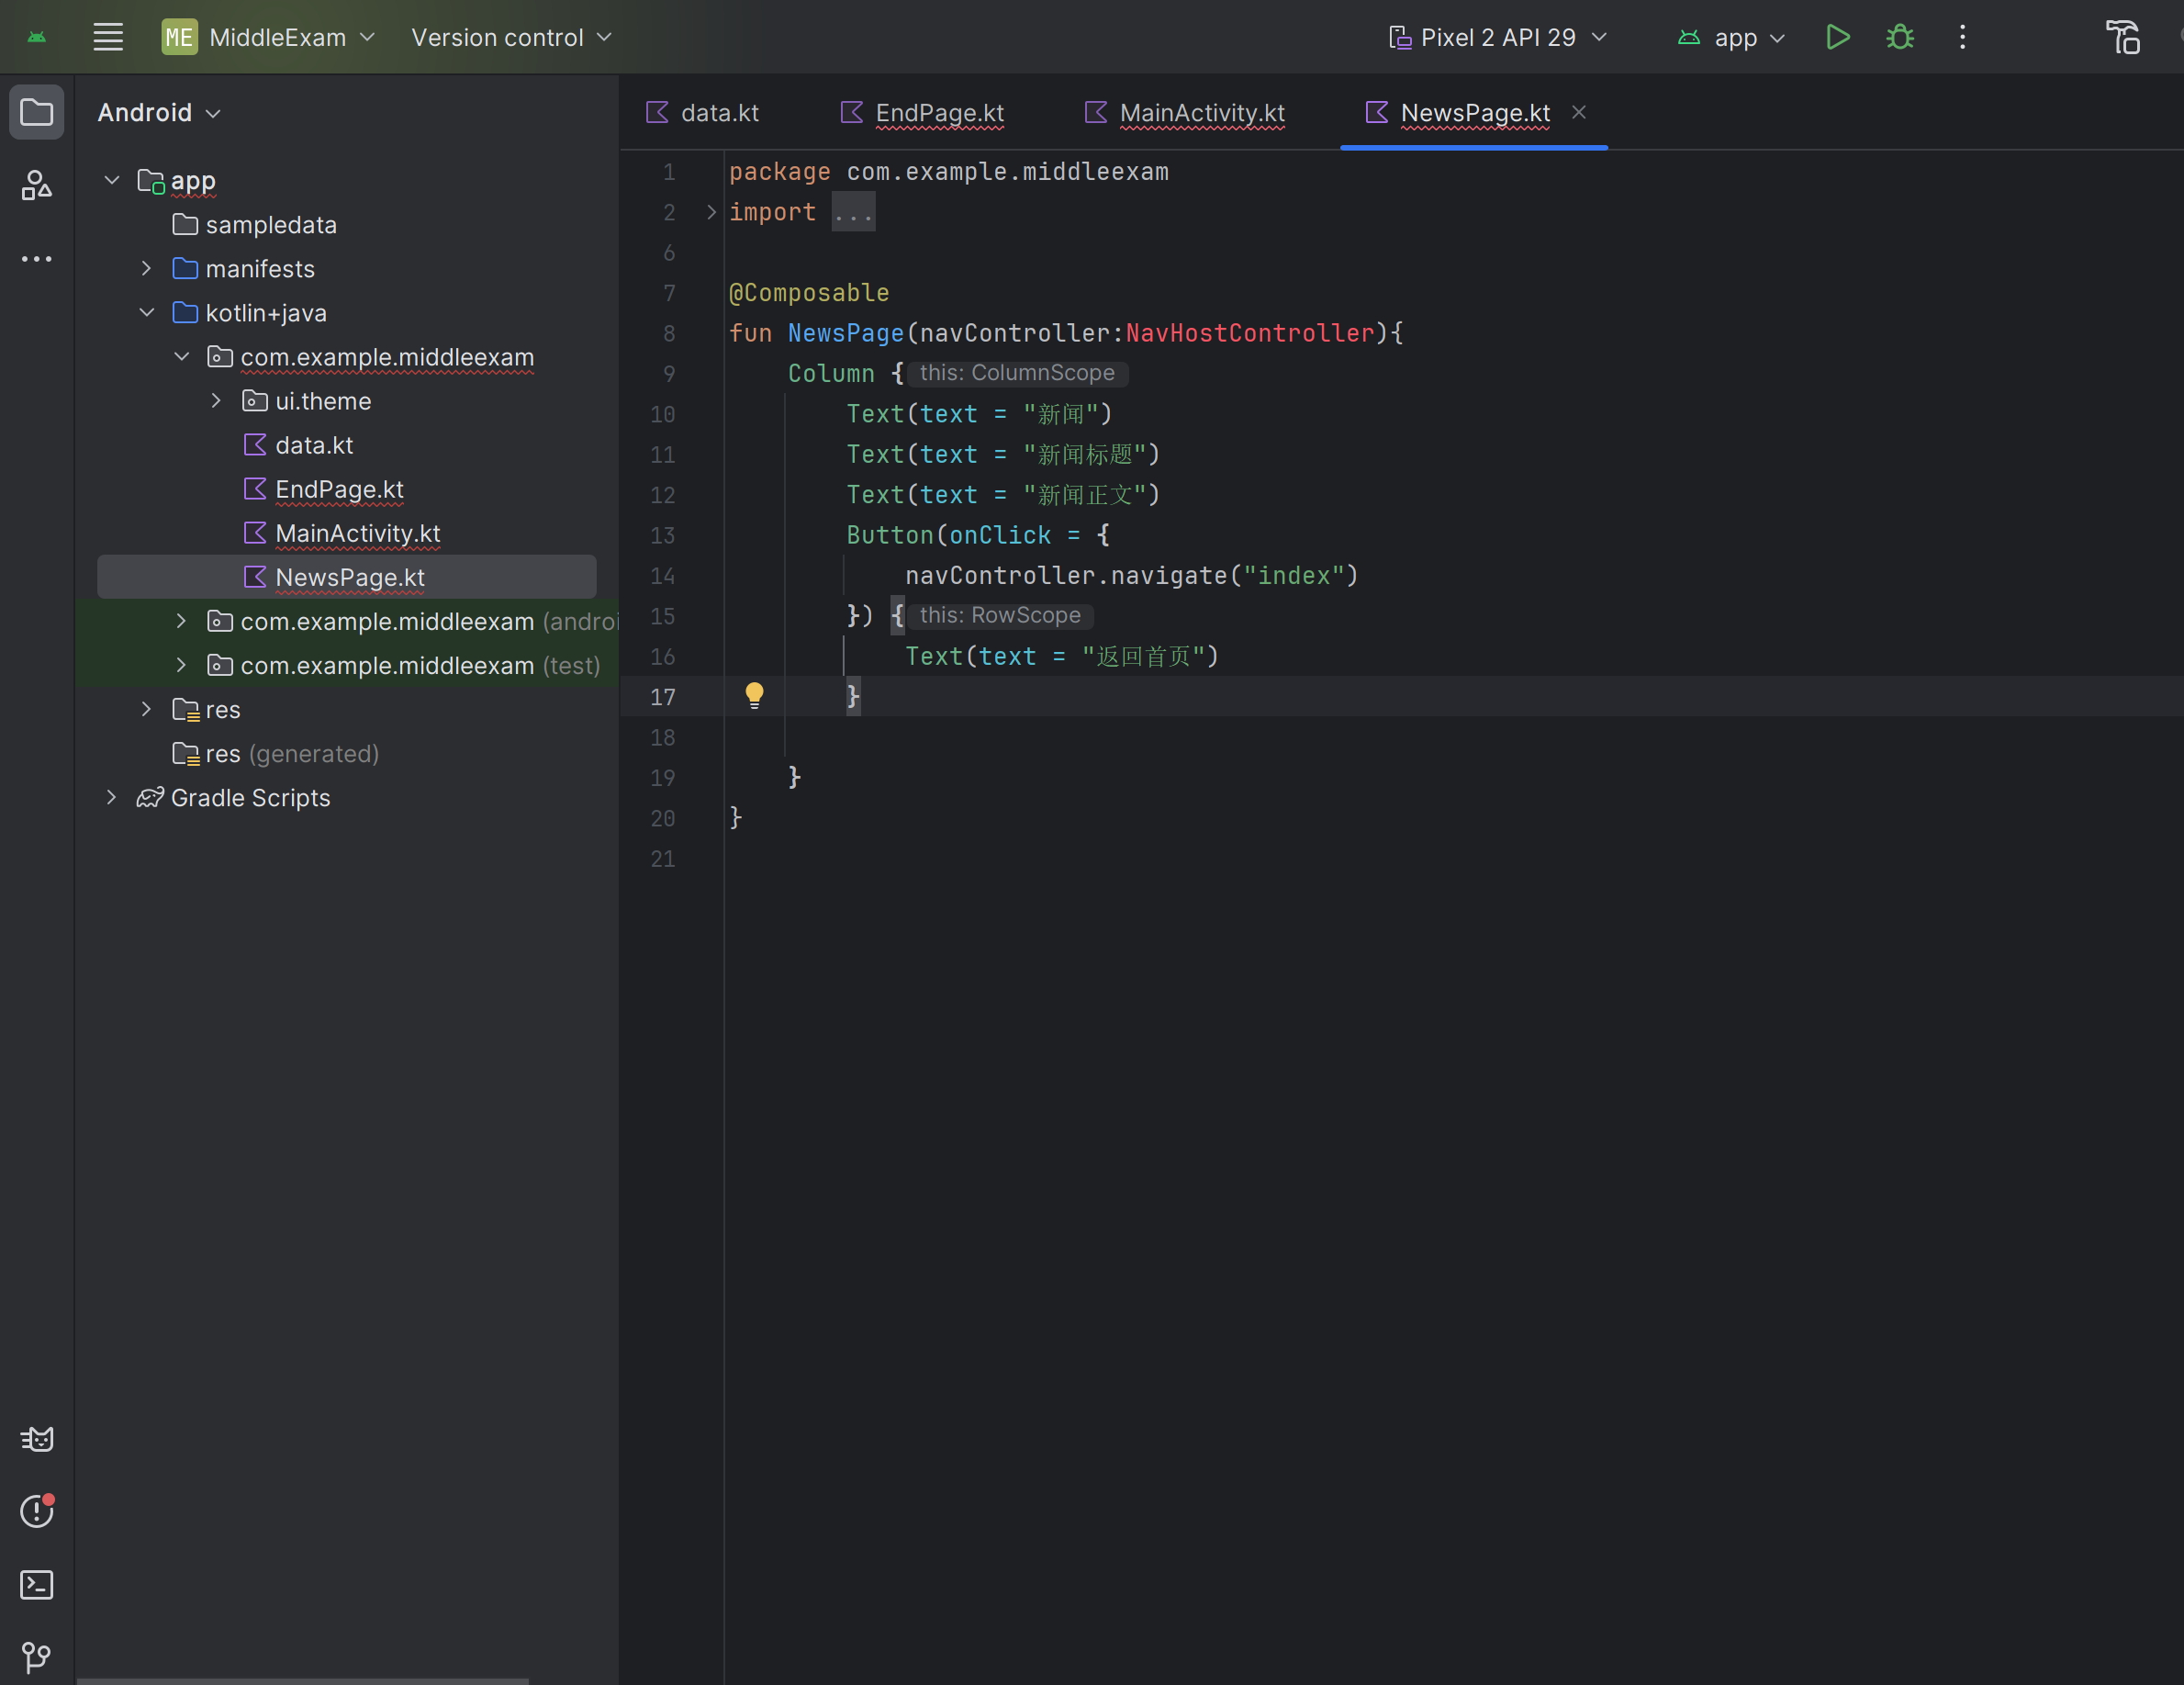 ME MiddleExam Version control Pixel 2 API 29 app
Android
data.kt EndPage.kt MainActivity.kt NewsPage.kt
app
sampledata
manifests
kotlin+java
com.example.middleexam
ui.theme
data.kt
EndPage.kt
MainActivity.kt
NewsPage.kt
com.example.middleexam (androi
com.example.middleexam (test)
res
res (generated)
Gradle Scripts
1 package com.example.middleexam
2 import ...
6
7 @Composable
8 fun NewsPage(navController:NavHostController){
9 Column { this: ColumnScope
10 Text(text = "新闻")
11 Text(text = "新闻标题")
12 Text(text = "新闻正文")
13 Button(onClick = {
14 navController.navigate("index")
15 }) { this: RowScope
16 Text(text = "返回首页")
17 }
18
19 }
20 }
21